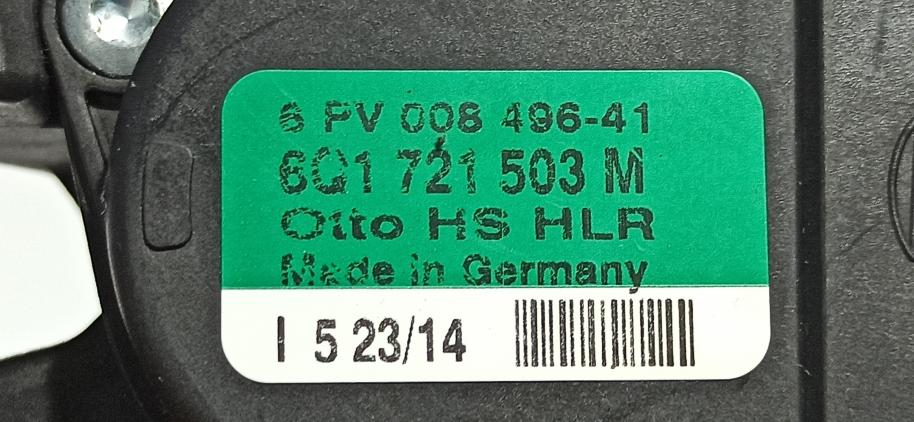 6 PV 008 496-41
6Q1 721 503 M
Otto HS HLR
Made in Germany
I 5 23/14